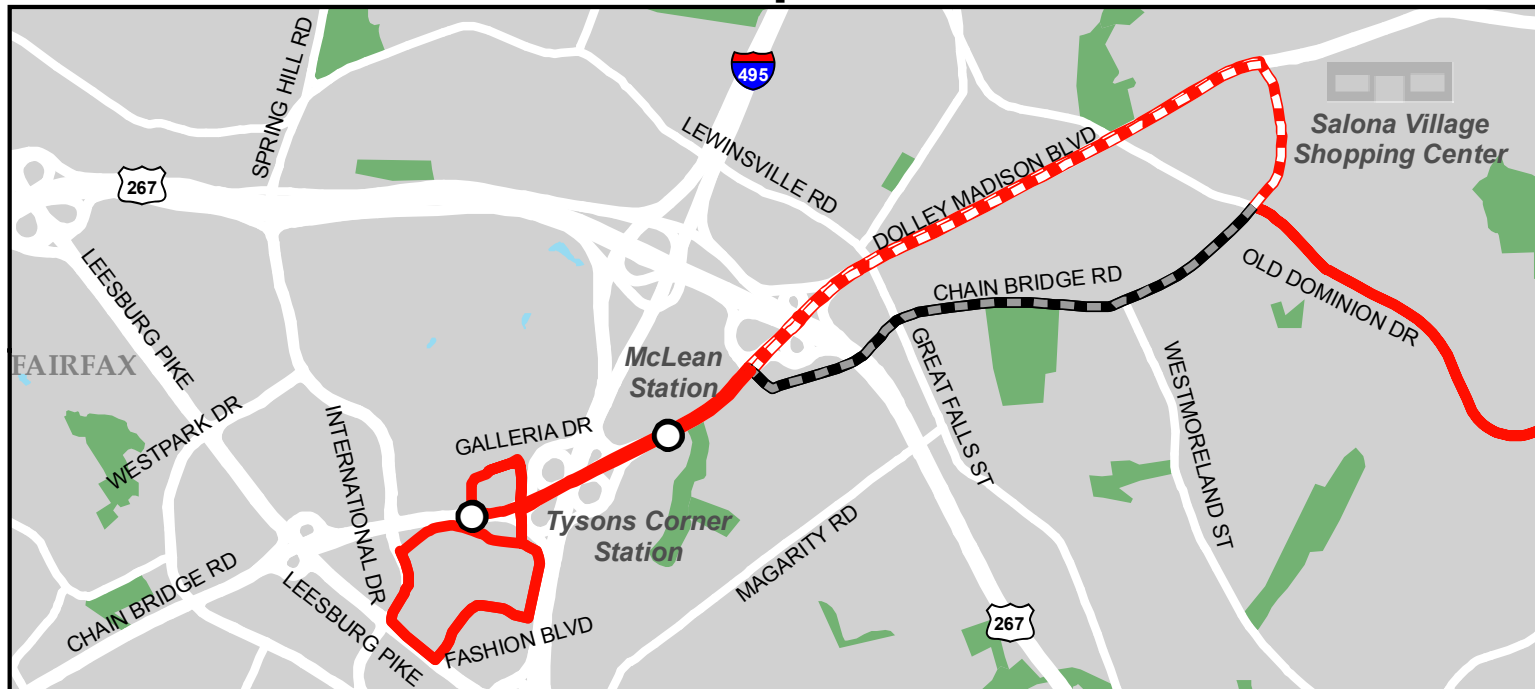 SPRING HILL RD
495
LEWINSVILLE RD
Salona Village
Shopping Center
267
DOLLEY MADISON BLVD
LEESBURG PIKE
CHAIN BRIDGE RD
OLD DOMINION DR
FAIRFAX
McLean
Station
GREAT FALLS ST
WESTMORELAND ST
WESTPARK DR
INTERNATIONAL DR
GALLERIA DR
Tysons Corner
Station
MAGARITY RD
CHAIN BRIDGE RD
LEESBURG PIKE
FASHION BLVD
267